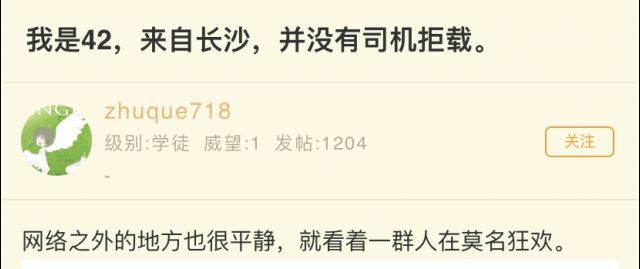 我是42，来自长沙，并没有司机拒载。
zhuque718
级别:学徒 威望:1 发帖:1204
关注
-
网络之外的地方也很平静，就看着一群人在莫名狂欢。